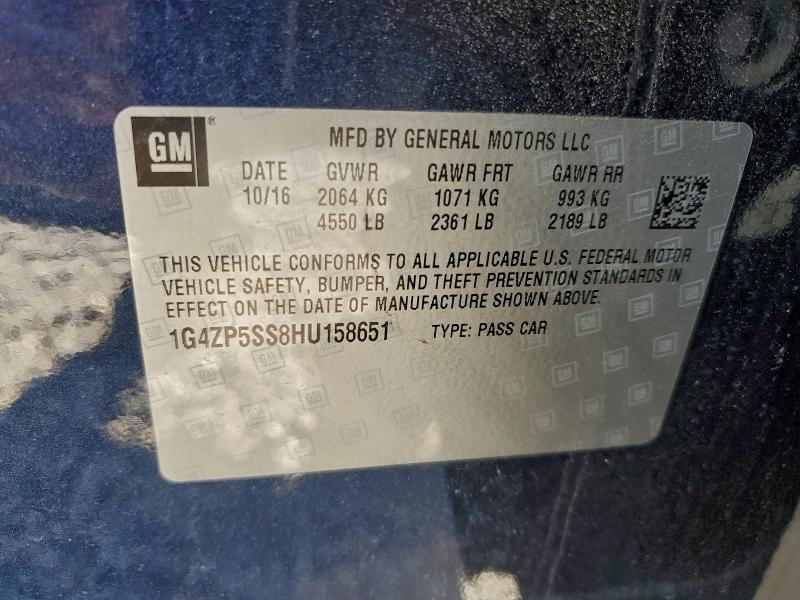 GM®
MFD BY GENERAL MOTORS LLC
DATE GVWR GAWR FRT GAWR RR
10/16 2064 KG 1071 KG 993 KG
4550 LB 2361 LB 2189 LB
THIS VEHICLE CONFORMS TO ALL APPLICABLE U.S. FEDERAL MOTOR
VEHICLE SAFETY, BUMPER, AND THEFT PREVENTION STANDARDS IN
EFFECT ON THE DATE OF MANUFACTURE SHOWN ABOVE.
1G4ZP5SS8HU158651 TYPE: PASS CAR